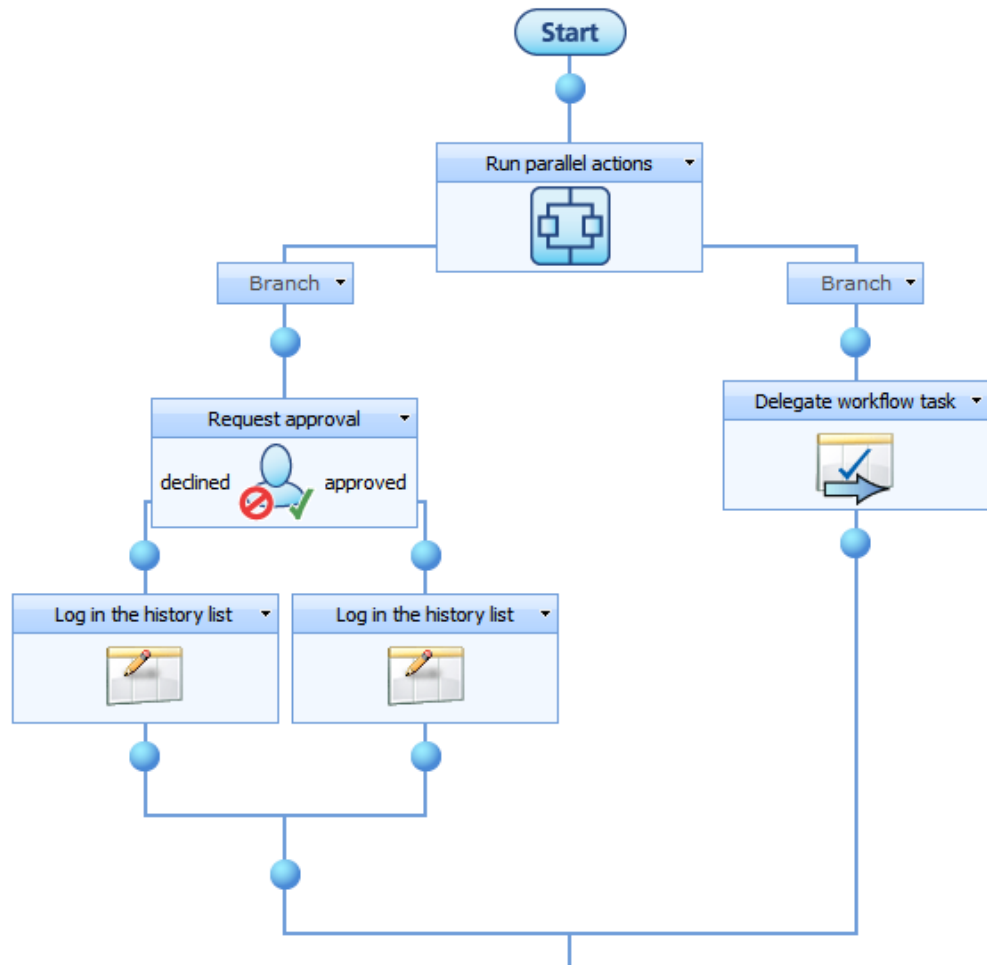 Start
Run parallel actions
Branch
Branch
Request approval
Delegate workflow task
declined
approved
Log in the history list
Log in the history list